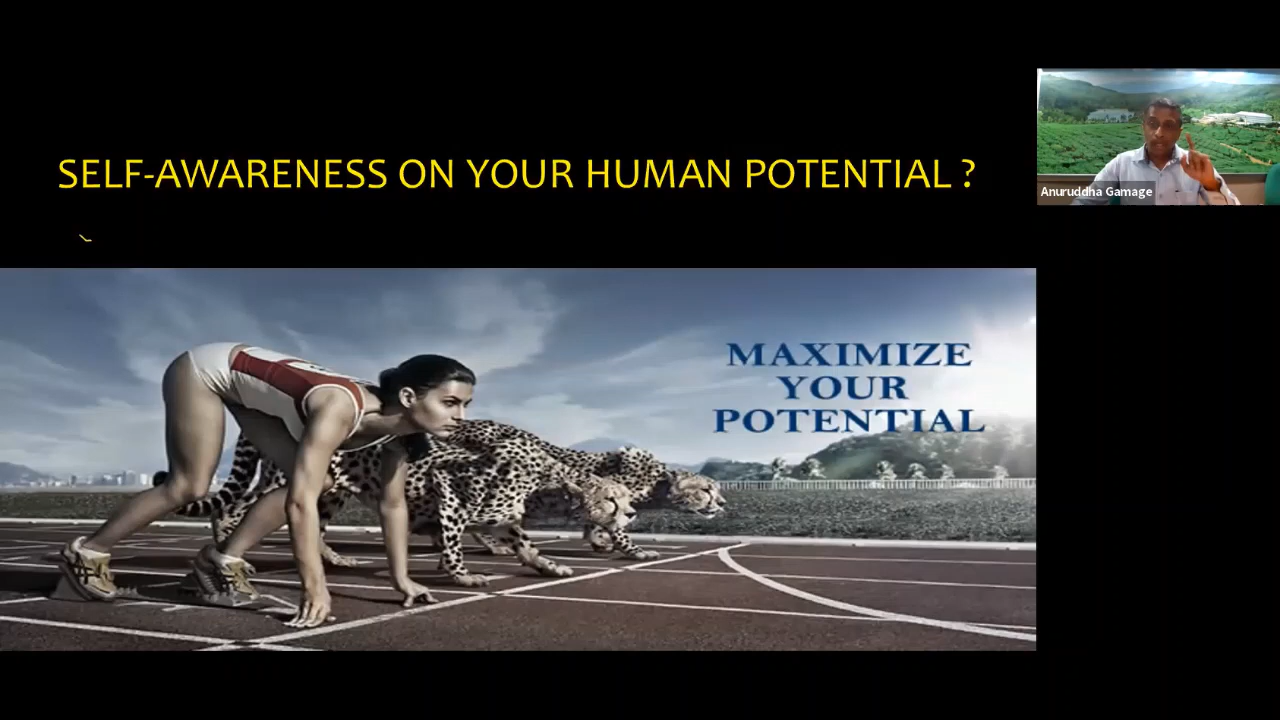 SELF-AWARENESS ON YOUR HUMAN POTENTIAL ?
Anuruddha Gamage
MAXIMIZE
YOUR
POTENTIAL